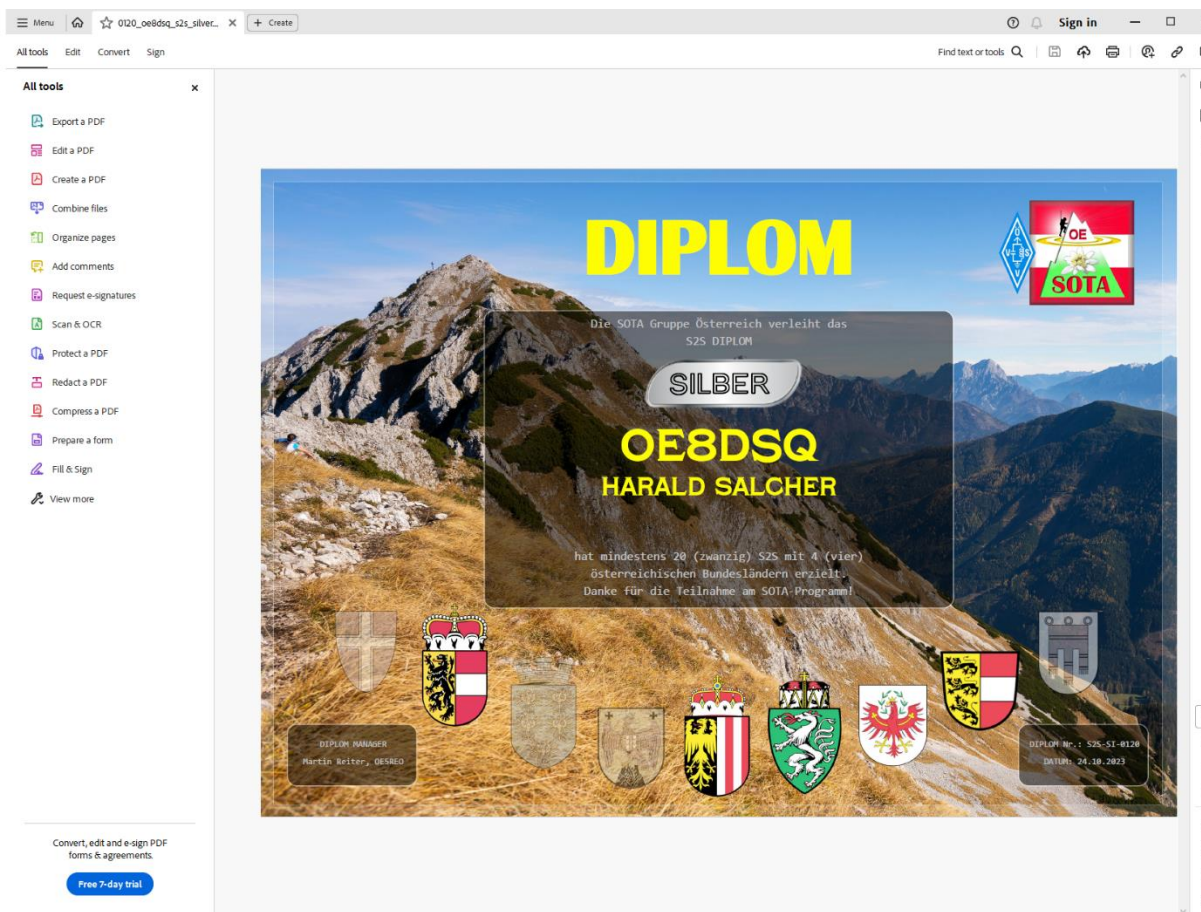 Menu
0120_oe8dsq_s2s_silver...
+ Create
Sign in
All tools Edit Convert Sign
Find text or tools
All tools
Export a PDF
Edit a PDF
Create a PDF
Combine files
Organize pages
Add comments
Request e-signatures
Scan & OCR
Protect a PDF
Redact a PDF
Compress a PDF
Prepare a form
Fill & Sign
View more
Convert, edit and e-sign PDF
forms & agreements.
Free 7-day trial
DIPLOM
OE
SOTA
Die SOTA Gruppe Österreich verleiht das
S2S DIPLOM
SILBER
OE8DSQ
HARALD SALCHER
hat mindestens 20 (zwanzig) S2S mit 4 (vier)
österreichischen Bundesländern erzielt.
Danke für die Teilnahme am SOTA-Programm!
DIPLOM MANAGER
Martin Reiter, OE5REO
DIPLOM Nr.: S2S-SI-0120
DATUM: 24.10.2023